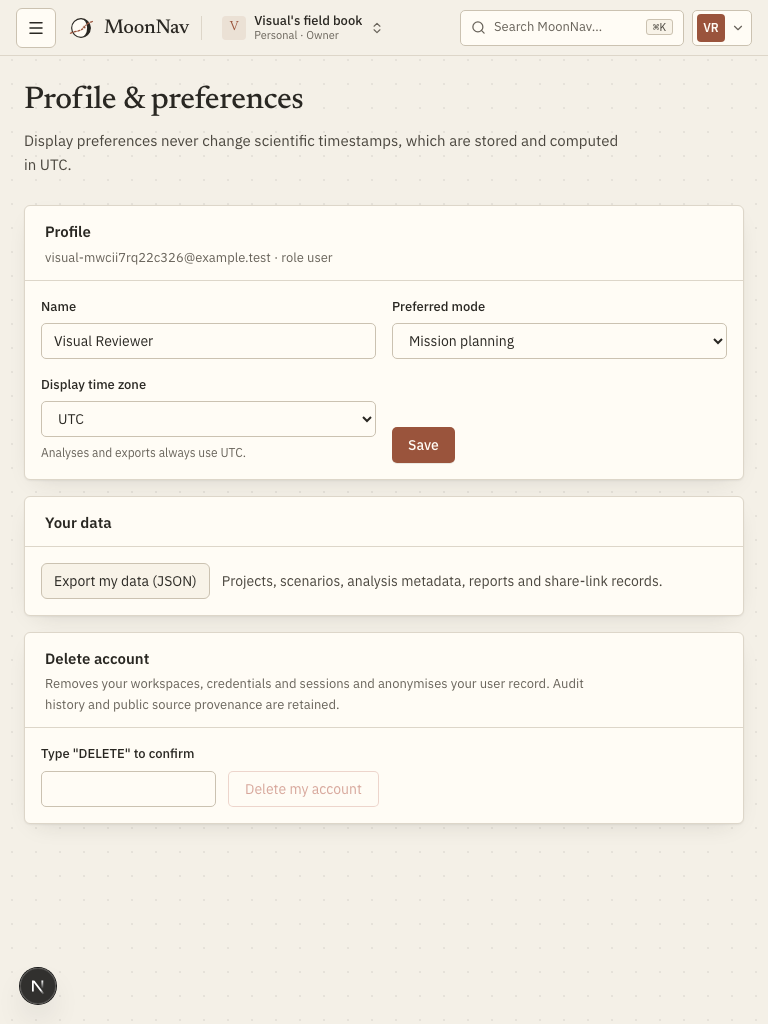 MoonNav
V
Visual's field book
Personal · Owner
Search MoonNav...
⌘K
VR
Profile & preferences
Display preferences never change scientific timestamps, which are stored and computed
in UTC.
Profile
visual-mwcii7rq22c326@example.test · role user
Name
Preferred mode
Visual Reviewer
Mission planning
Display time zone
UTC
Save
Analyses and exports always use UTC.
Your data
Export my data (JSON)
Projects, scenarios, analysis metadata, reports and share-link records.
Delete account
Removes your workspaces, credentials and sessions and anonymises your user record. Audit
history and public source provenance are retained.
Type "DELETE" to confirm
Delete my account
N